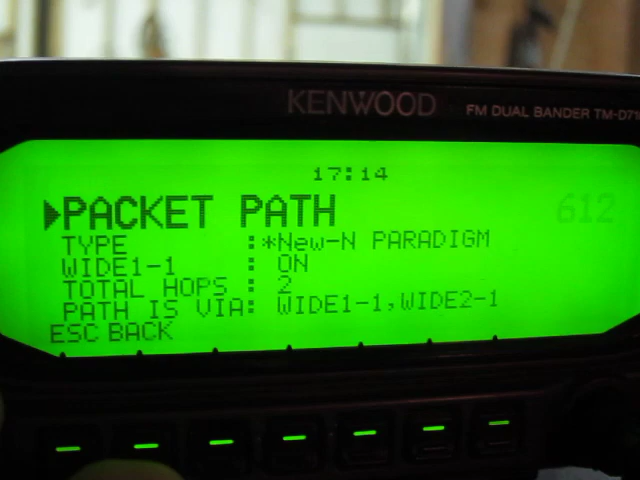 KENWOOD FM DUAL BANDER TM-D71
17:14
PACKET PATH 612
TYPE :*New-N PARADIGM
WIDE1-1 : ON
TOTAL HOPS : 2
PATH IS VIA: WIDE1-1,WIDE2-1
ESC BACK